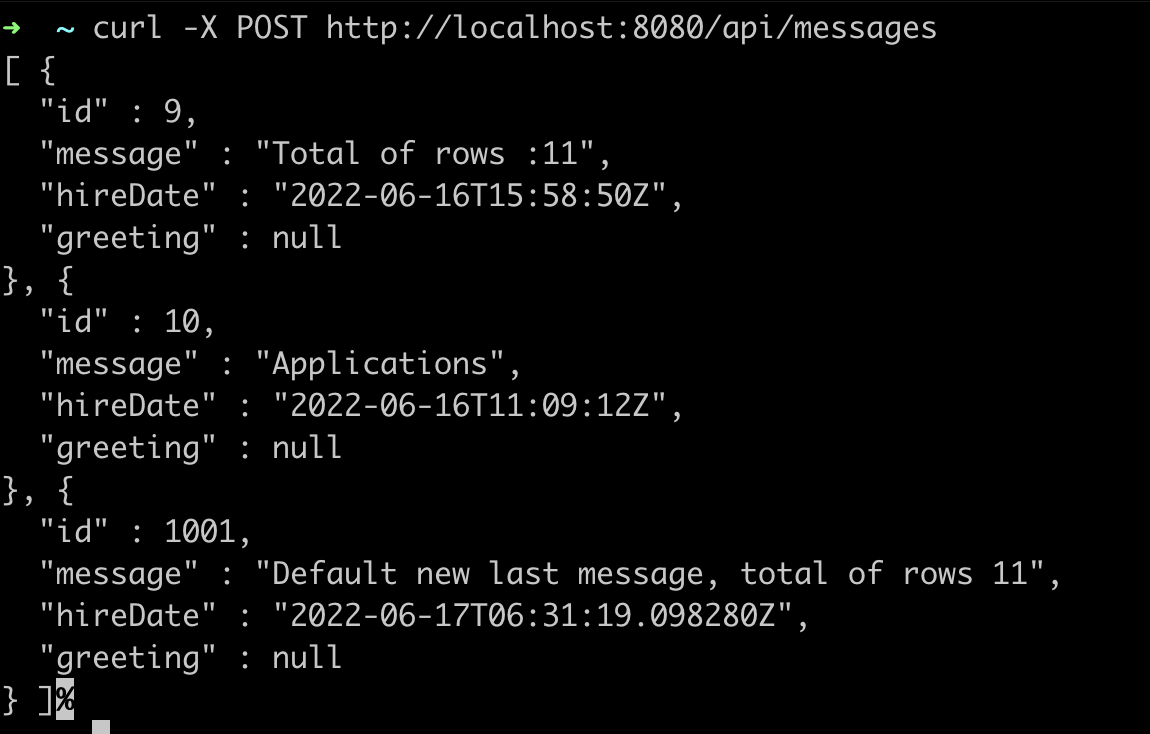 ➜  ~ curl -X POST http://localhost:8080/api/messages
[ {
  "id" : 9,
  "message" : "Total of rows :11",
  "hireDate" : "2022-06-16T15:58:50Z",
  "greeting" : null
}, {
  "id" : 10,
  "message" : "Applications",
  "hireDate" : "2022-06-16T11:09:12Z",
  "greeting" : null
}, {
  "id" : 1001,
  "message" : "Default new last message, total of rows 11",
  "hireDate" : "2022-06-17T06:31:19.098280Z",
  "greeting" : null
} ]%